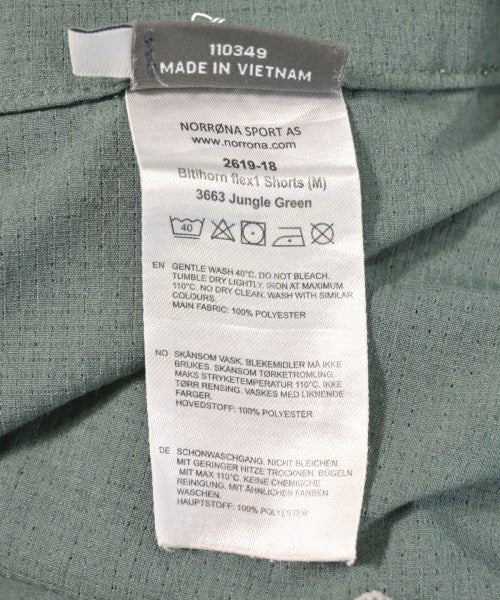 110349
MADE IN VIETNAM
NORRØNA SPORT AS
www.norrona.com
2619-18
Bitihorn flex1 Shorts (M)
3663 Jungle Green
40
EN GENTLE WASH 40°C. DO NOT BLEACH.
TUMBLE DRY LIGHTLY. IRON AT MAXIMUM
110°C. NO DRY CLEAN. WASH WITH SIMILAR
COLOURS.
MAIN FABRIC: 100% POLYESTER
NO SKÅNSOM VASK. BLEKEMIDLER MÅ IKKE
BRUKES. SKÅNSOM TØRKETROMLING.
MAKS STRYKETEMPERATUR 110°C. IKKE
TØRR RENSING. VASKES MED LIKNENDE
FARGER.
HOVEDSTOFF: 100% POLYESTER
DE SCHONWASCHGANG. NICHT BLEICHEN.
MIT GERINGER HITZE TROCKNEN. BÜGELN
MIT MAX 110°C. KEINE CHEMISCHE
REINIGUNG. MIT ÄHNLICHEN FARBEN
WASCHEN.
HAUPTSTOFF: 100% POLYESTER